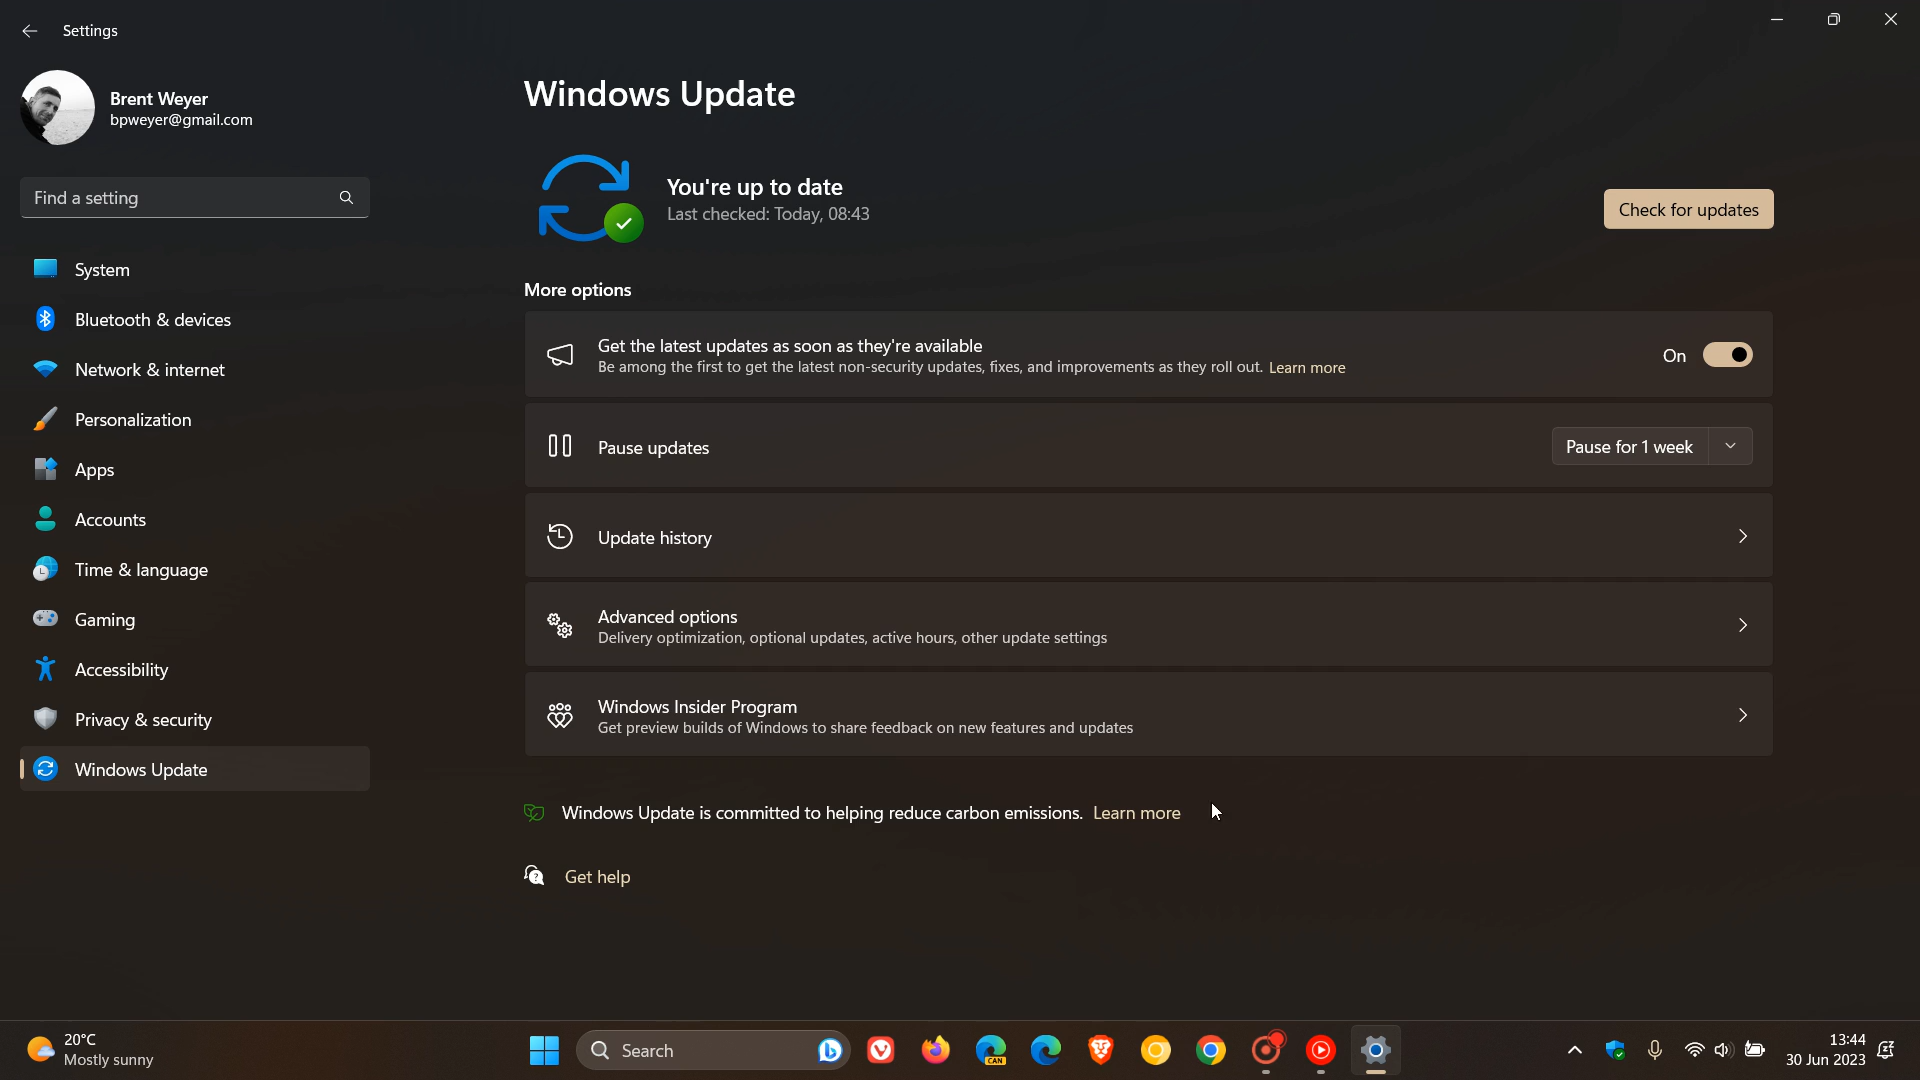 Settings
Brent Weyer
bpweyer@gmail.com
Find a setting
System
Bluetooth & devices
Network & internet
Personalization
Apps
Accounts
Time & language
Gaming
Accessibility
Privacy & security
Windows Update
Windows Update
You're up to date
Last checked: Today, 08:43
Check for updates
More options
Get the latest updates as soon as they're available
Be among the first to get the latest non-security updates, fixes, and improvements as they roll out. Learn more
On
Pause updates
Pause for 1 week
Update history
Advanced options
Delivery optimization, optional updates, active hours, other update settings
Windows Insider Program
Get preview builds of Windows to share feedback on new features and updates
Windows Update is committed to helping reduce carbon emissions. Learn more
Get help
20°C
Mostly sunny
Search
CAN
13:44
30 Jun 2023